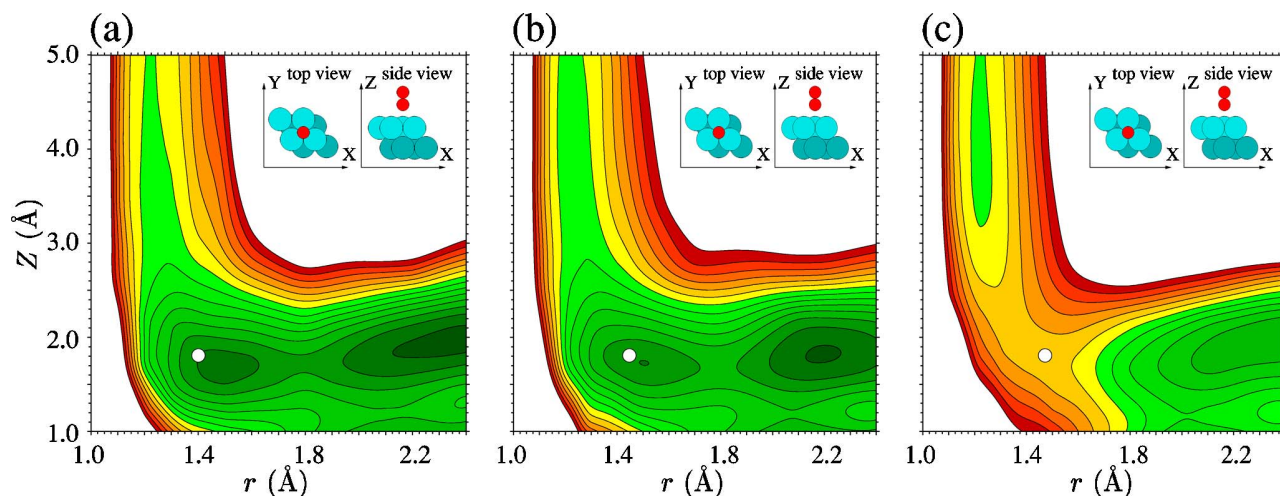 (a)
(b)
(c)
5.0
4.0
3.0
2.0
1.0
Z (Å)
Y top view
Z side view
X
X
Y top view
Z side view
X
X
Y top view
Z side view
X
X
1.0 1.4 1.8 2.2
1.0 1.4 1.8 2.2
1.0 1.4 1.8 2.2
r (Å)
r (Å)
r (Å)